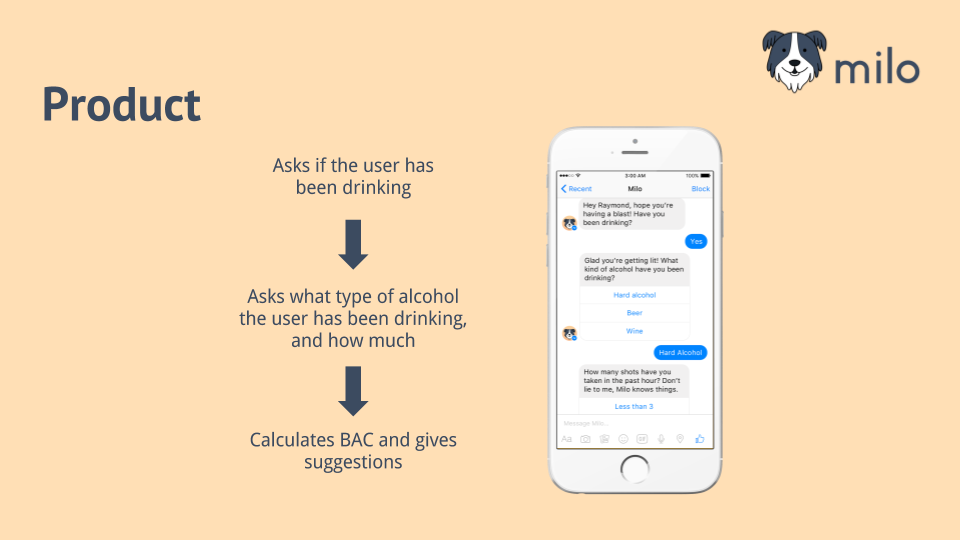 milo
Product
Asks if the user has
been drinking
Asks what type of alcohol
the user has been drinking,
and how much
Calculates BAC and gives
suggestions
3:00 AM
100%
Recent
Milo
Block
Hey Raymond, hope you're
having a blast! Have you
been drinking?
Yes
Glad you're getting lit! What
kind of alcohol have you been
drinking?
Hard alcohol
Beer
Wine
Hard Alcohol
How many shots have you
taken in the past hour? Don't
lie to me, Milo knows things.
Less than 3
Message Milo...
Aa
GIF